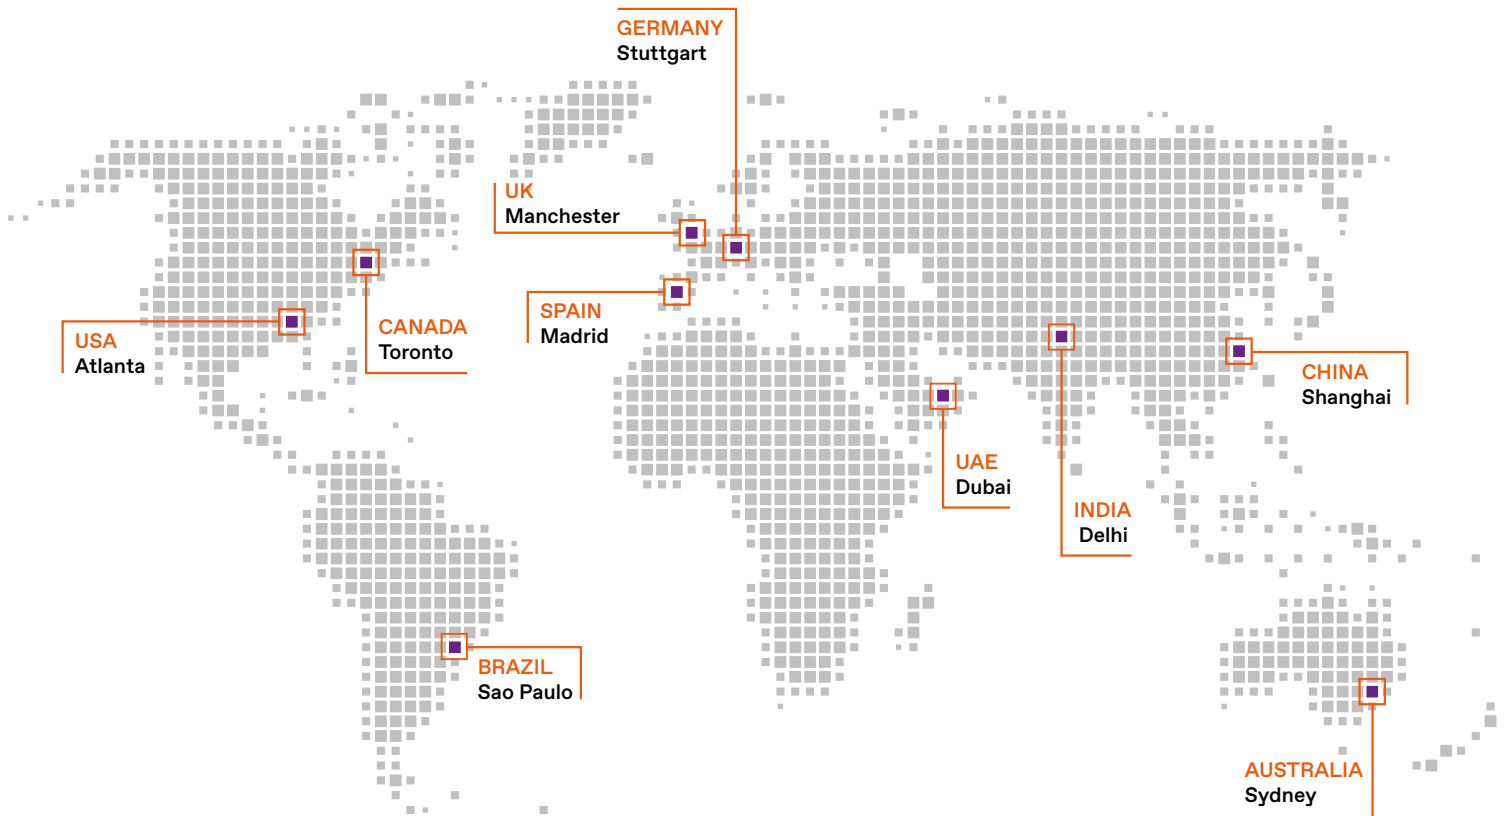 GERMANY
Stuttgart
UK
Manchester
SPAIN
Madrid
USA
Atlanta
CANADA
Toronto
CHINA
Shanghai
UAE
Dubai
INDIA
Delhi
BRAZIL
Sao Paulo
AUSTRALIA
Sydney